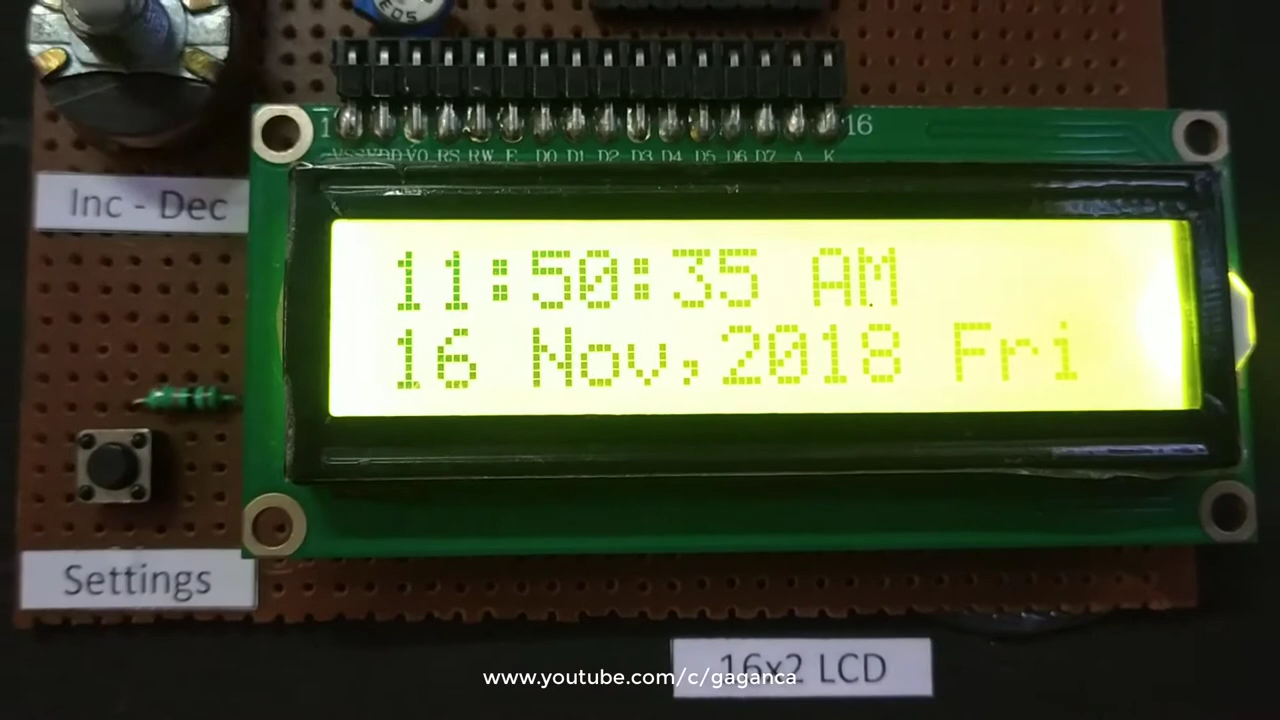 1
16
VSS VDD VO RS RW E D0 D1 D2 D3 D4 D5 D6 D7 A K
Inc - Dec
11:50:35 AM
16 Nov,2018 Fri
Settings
16x2 LCD
www.youtube.com/c/gaganca